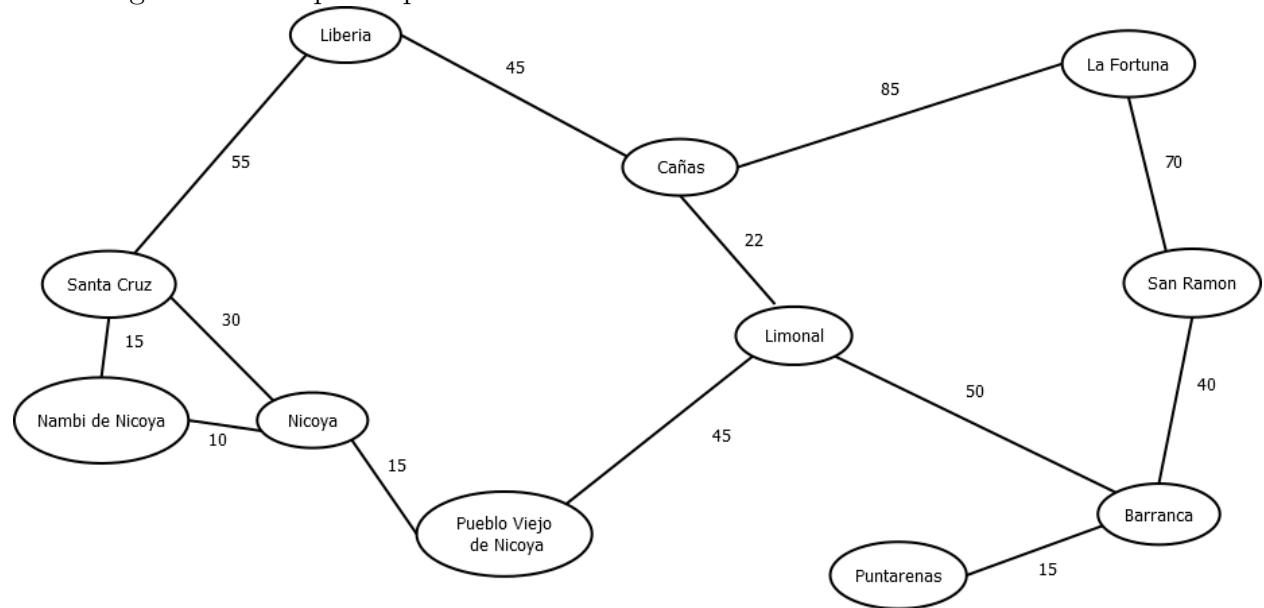 Liberia
La Fortuna
45
85
Cañas
55
70
22
Santa Cruz
San Ramon
30
15
Limonal
50
40
Nambi de Nicoya
Nicoya
10
45
15
Pueblo Viejo
de Nicoya
Barranca
Puntarenas
15